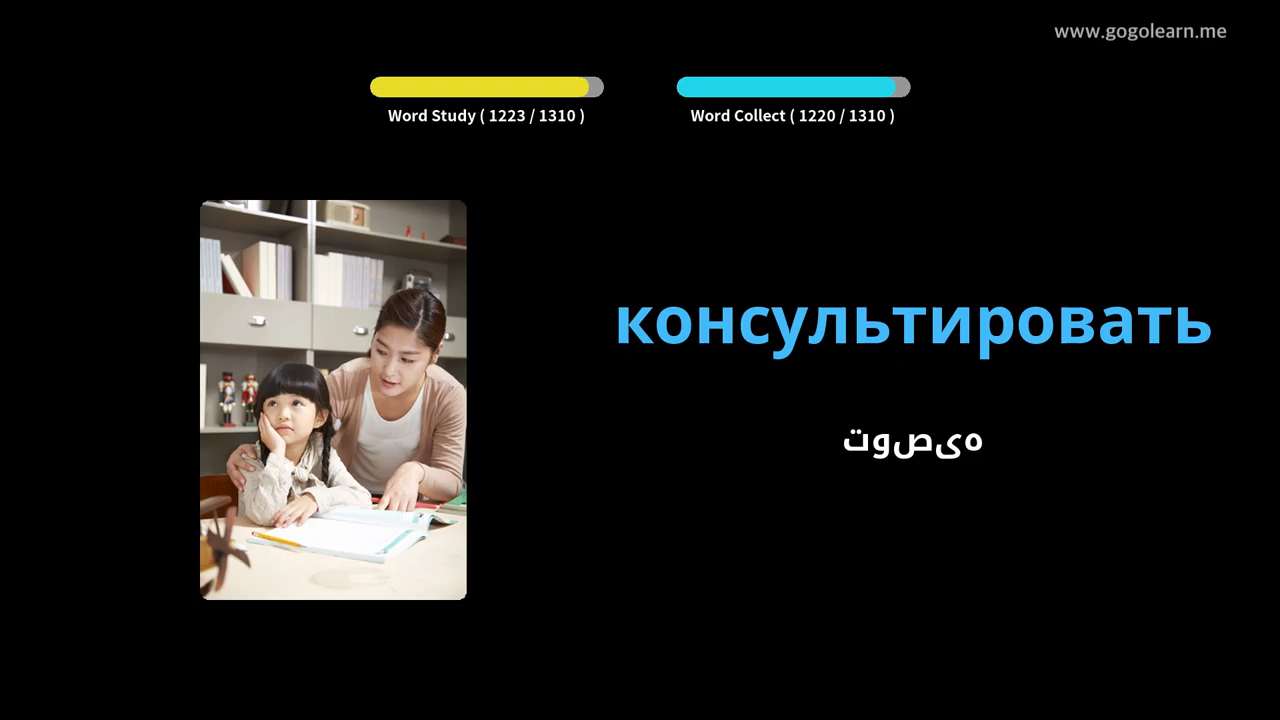 www.gogolearn.me
Word Study ( 1223 / 1310 )
Word Collect ( 1220 / 1310 )
консультировать
توصیه